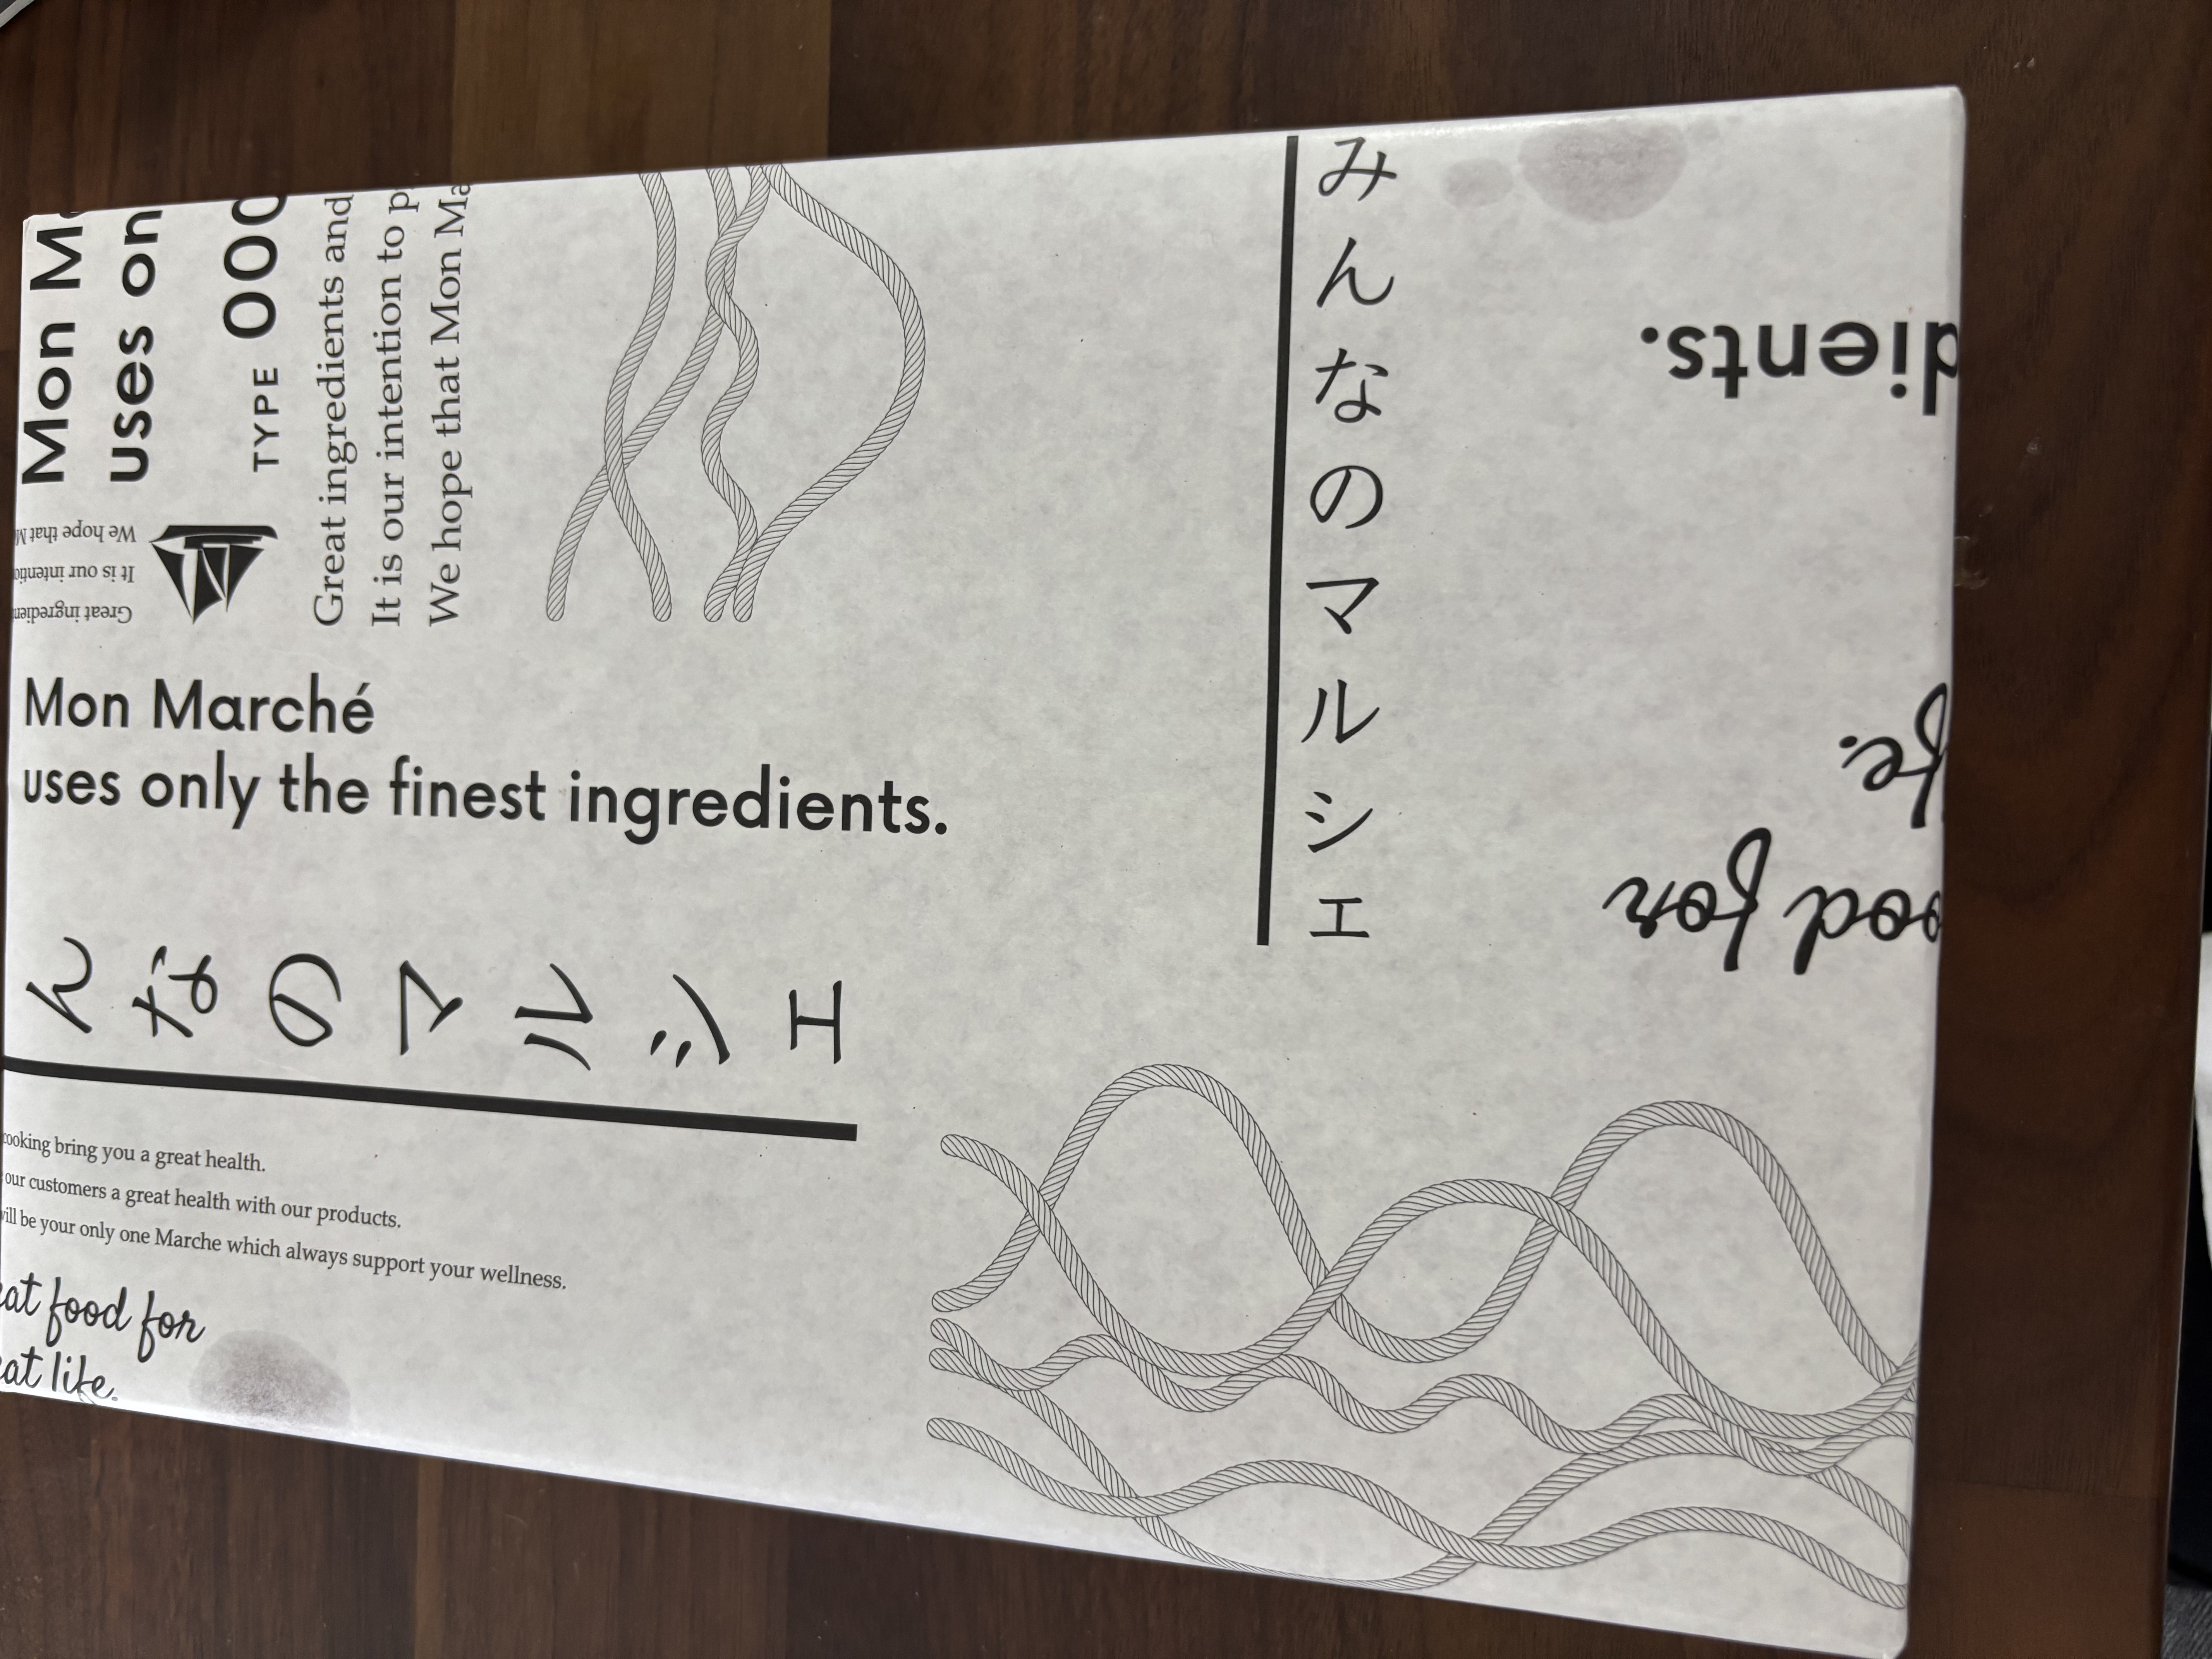 Mon M
uses on
TYPE 000
Great ingredients and
It is our intention to p
We hope that Mon Ma
Great ingredien
It is our intentio
We hope that M
Mon Marché
uses only the finest ingredients.
んなのマルシェ
cooking bring you a great health.
our customers a great health with our products.
will be your only one Marche which always support your wellness.
eat food for
eat life.
みんなのマルシェ
dients.
ood for
fe.